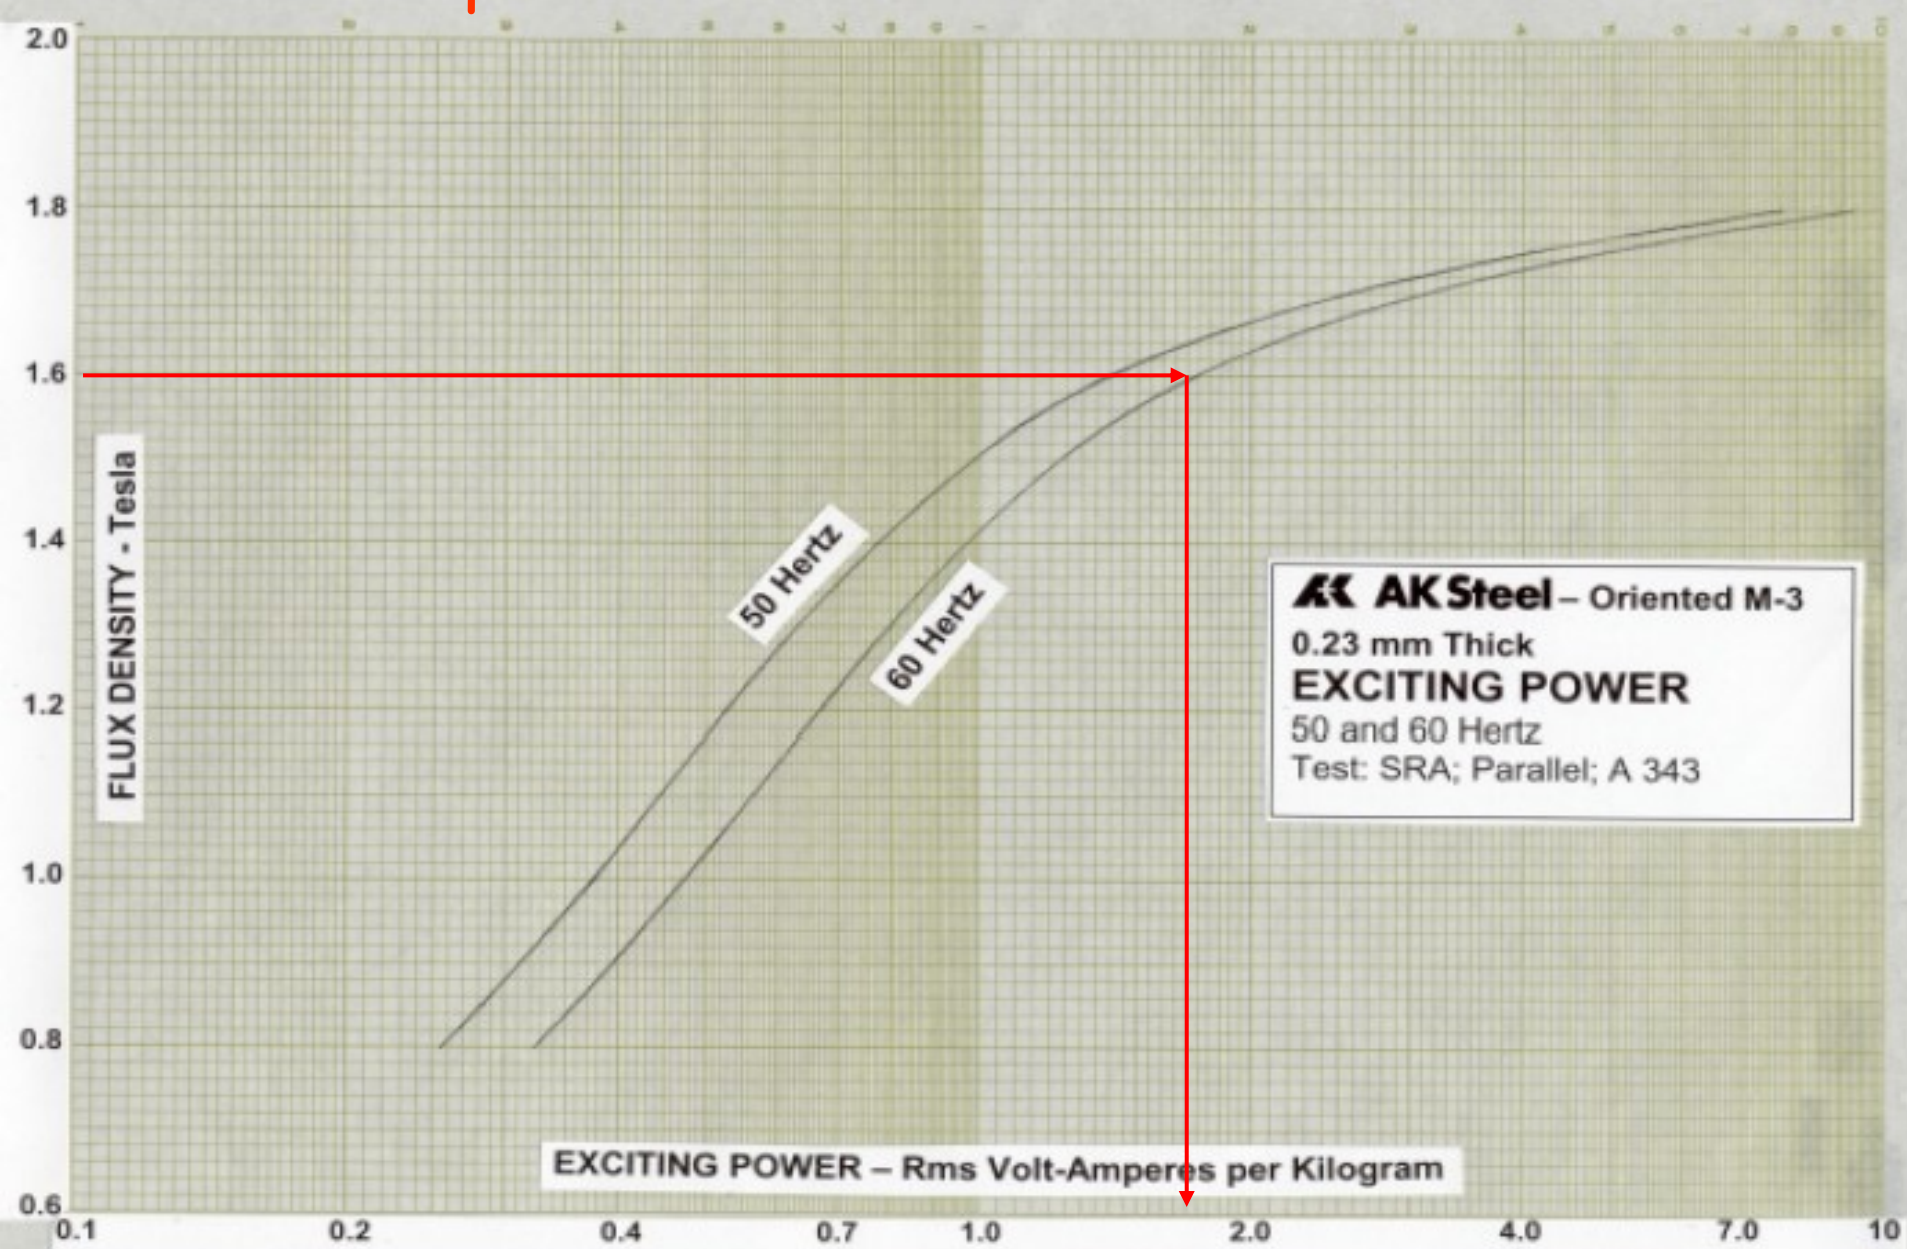 2.0
1.8
1.6
1.4
1.2
1.0
0.8
0.6
FLUX DENSITY - Tesla
50 Hertz
60 Hertz
AK Steel – Oriented M-3
0.23 mm Thick
EXCITING POWER
50 and 60 Hertz
Test: SRA; Parallel; A 343
EXCITING POWER – Rms Volt-Amperes per Kilogram
0.1 0.2 0.4 0.7 1.0 2.0 4.0 7.0 10